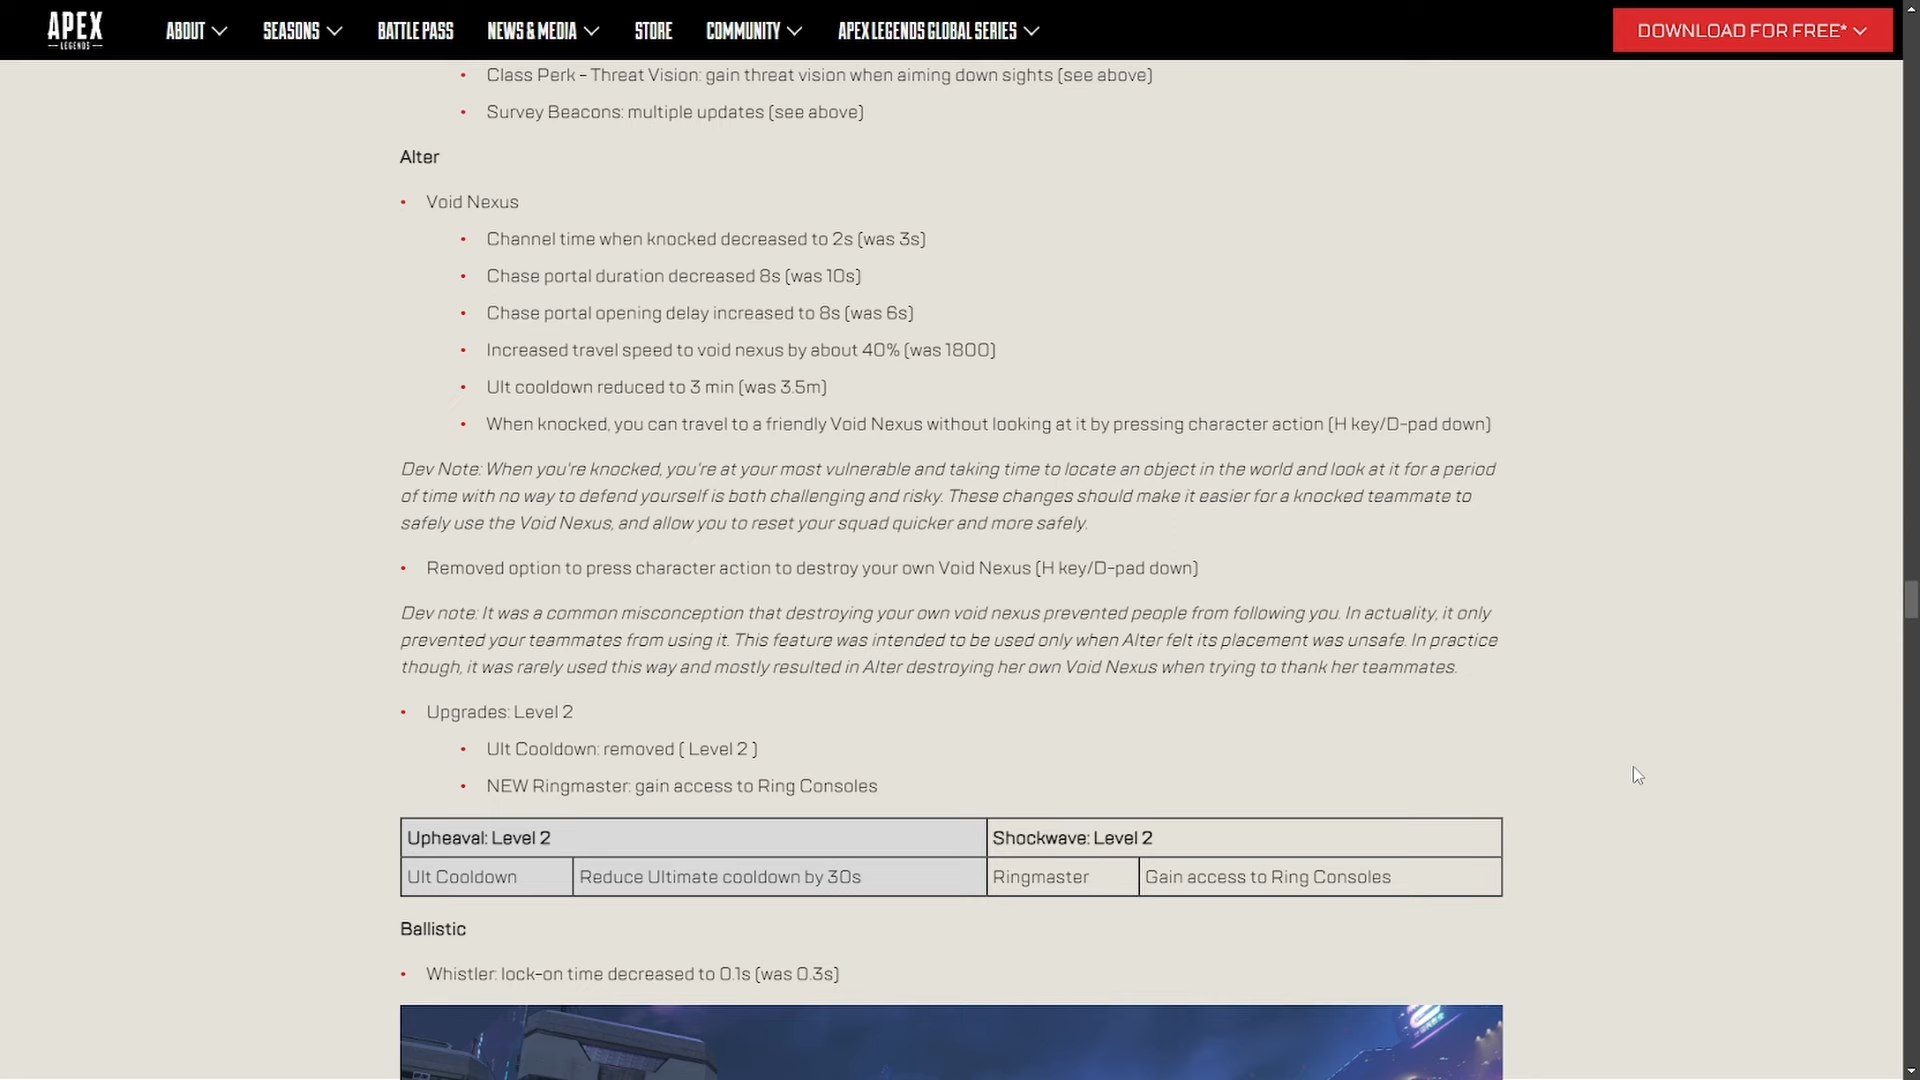 APEX
LEGENDS
ABOUT
SEASONS
BATTLE PASS
NEWS & MEDIA
STORE
COMMUNITY
APEX LEGENDS GLOBAL SERIES
DOWNLOAD FOR FREE*
• Class Perk - Threat Vision: gain threat vision when aiming down sights (see above)
• Survey Beacons: multiple updates (see above)
Alter
• Void Nexus
• Channel time when knocked decreased to 2s (was 3s)
• Chase portal duration decreased 8s (was 10s)
• Chase portal opening delay increased to 8s (was 6s)
• Increased travel speed to void nexus by about 40% (was 1800)
• Ult cooldown reduced to 3 min (was 3.5m)
• When knocked, you can travel to a friendly Void Nexus without looking at it by pressing character action (H key/D-pad down)
Dev Note: When you're knocked, you're at your most vulnerable and taking time to locate an object in the world and look at it for a period
of time with no way to defend yourself is both challenging and risky. These changes should make it easier for a knocked teammate to
safely use the Void Nexus, and allow you to reset your squad quicker and more safely.
• Removed option to press character action to destroy your own Void Nexus (H key/D-pad down)
Dev note: It was a common misconception that destroying your own void nexus prevented people from following you. In actuality, it only
prevented your teammates from using it. This feature was intended to be used only when Alter felt its placement was unsafe. In practice
though, it was rarely used this way and mostly resulted in Alter destroying her own Void Nexus when trying to thank her teammates.
• Upgrades: Level 2
• Ult Cooldown: removed ( Level 2 )
• NEW Ringmaster: gain access to Ring Consoles
Upheaval: Level 2
Shockwave: Level 2
Ult Cooldown
Reduce Ultimate cooldown by 30s
Ringmaster
Gain access to Ring Consoles
Ballistic
• Whistler: lock-on time decreased to 0.1s (was 0.3s)